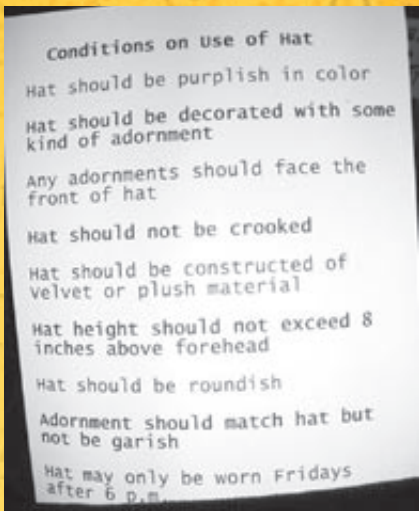 Conditions on Use of Hat
Hat should be purplish in color
Hat should be decorated with some
kind of adornment
Any adornments should face the
front of hat
Hat should not be crooked
Hat should be constructed of
velvet or plush material
Hat height should not exceed 8
inches above forehead
Hat should be roundish
Adornment should match hat but
not be garish
Hat may only be worn Fridays
after 6 p.m.